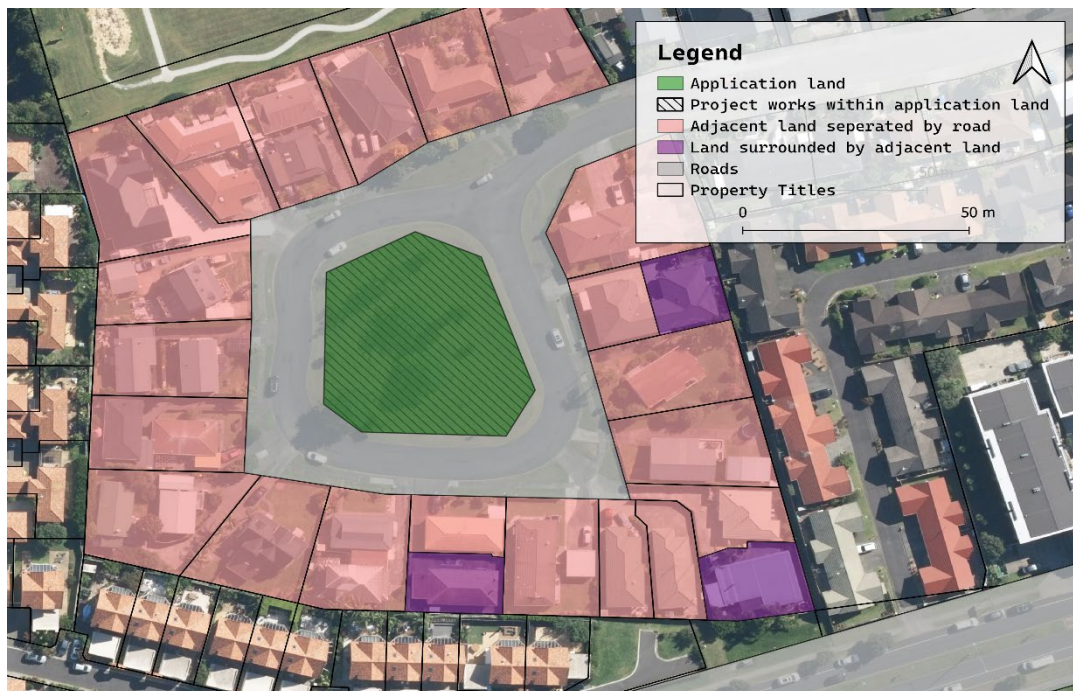 Legend
Application land
Project works within application land
Adjacent land seperated by road
Land surrounded by adjacent land
Roads
50 m
Property Titles
0 50 m